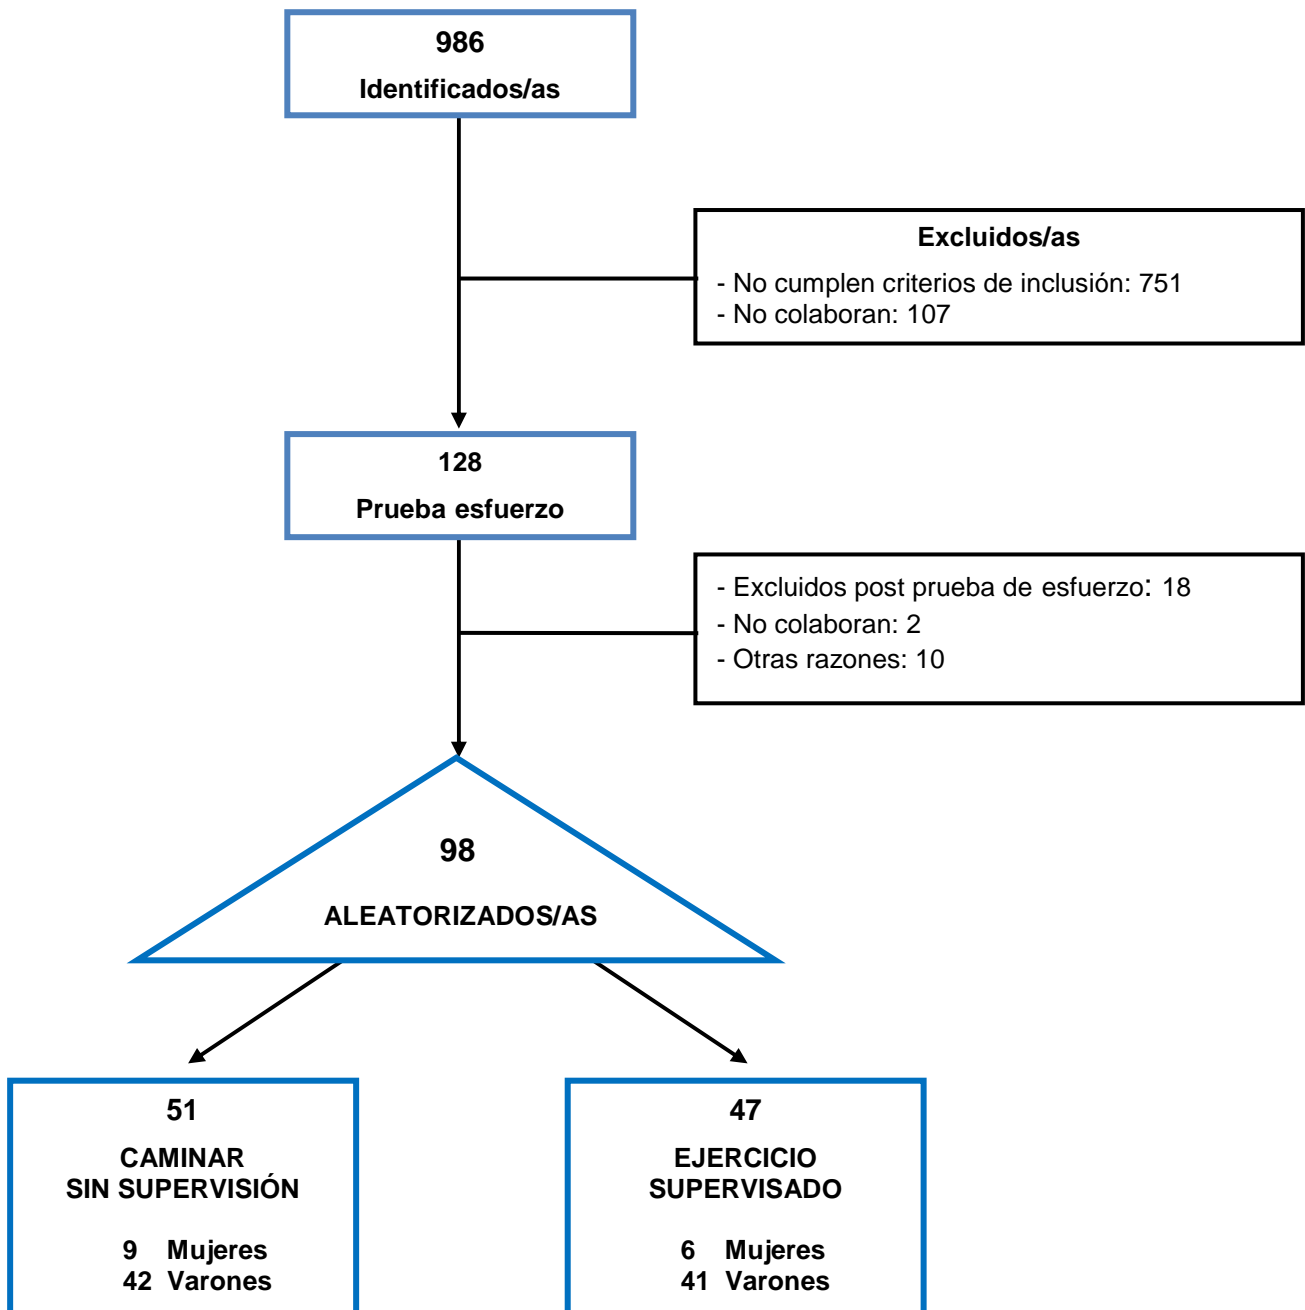 986
Identificados/as
Excluidos/as
- No cumplen criterios de inclusión: 751
- No colaboran: 107
128
Prueba esfuerzo
- Excluidos post prueba de esfuerzo: 18
- No colaboran: 2
- Otras razones: 10
98
ALEATORIZADOS/AS
51
CAMINAR
SIN SUPERVISIÓN
9 Mujeres
42 Varones
47
EJERCICIO
SUPERVISADO
6 Mujeres
41 Varones